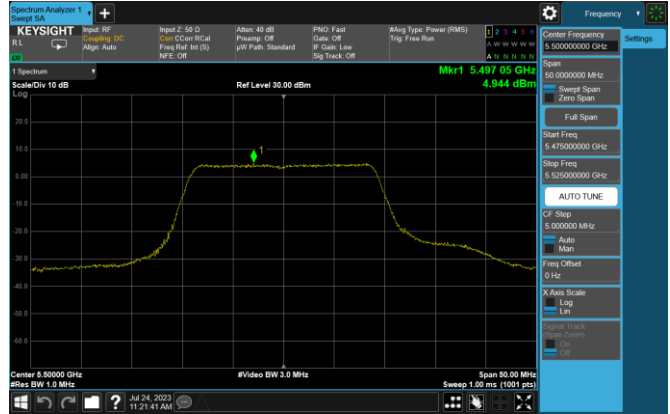 Spectrum Analyzer 1
Swept SA
+
Frequency
KEYSIGHT
RL
Input: RF
Coupling: DC
Align: Auto
Input Z: 50 Ω
Corr CCorr RCal
Freq Ref: Int (S)
NFE: Off
Atten: 40 dB
Preamp: Off
µW Path: Standard
PNO: Fast
Gate: Off
IF Gain: Low
Sig Track: Off
#Avg Type: Power (RMS)
Trig: Free Run
1 2 3 4 5 6
A W W W W W
A N N N N N
1 Spectrum
Scale/Div 10 dB
Log
Ref Level 30.00 dBm
Mkr1 5.497 05 GHz
4.944 dBm
20.0
10.0
0.00
-10.0
-20.0
-30.0
-40.0
-50.0
-60.0
1
Center 5.50000 GHz
#Res BW 1.0 MHz
#Video BW 3.0 MHz
Span 50.00 MHz
Sweep 1.00 ms (1001 pts)
Jul 24, 2023
11:21:41 AM
?
Settings
Center Frequency
5.500000000 GHz
Span
50.0000000 MHz
Swept Span
Zero Span
Full Span
Start Freq
5.475000000 GHz
Stop Freq
5.525000000 GHz
AUTO TUNE
CF Step
5.000000 MHz
Auto
Man
Freq Offset
0 Hz
X Axis Scale
Log
Lin
Signal Track
(Span Zoom)
On
Off